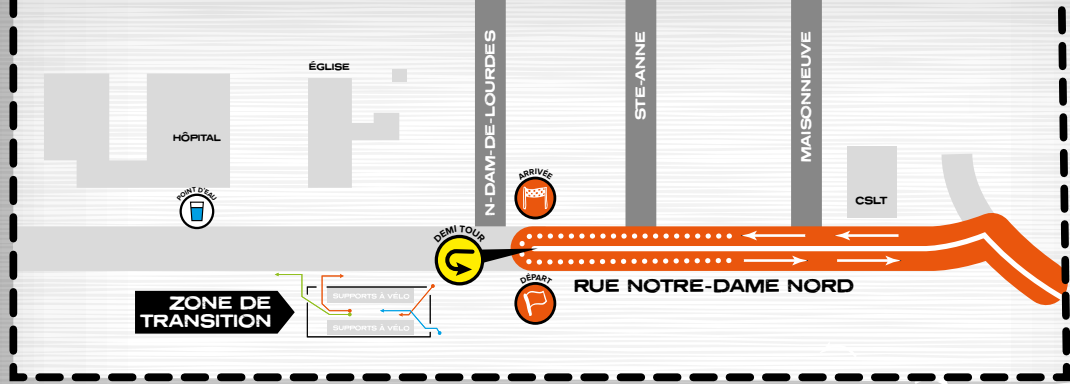 N-DAM-DE-LOURDES
STE-ANNE
MAISONNEUVE
ÉGLISE
HÔPITAL
POINT D'EAU
ARRIVÉE
CSLT
DEMI TOUR
DÉPART
RUE NOTRE-DAME NORD
ZONE DE
TRANSITION
SUPPORTS À VÉLO
SUPPORTS À VÉLO